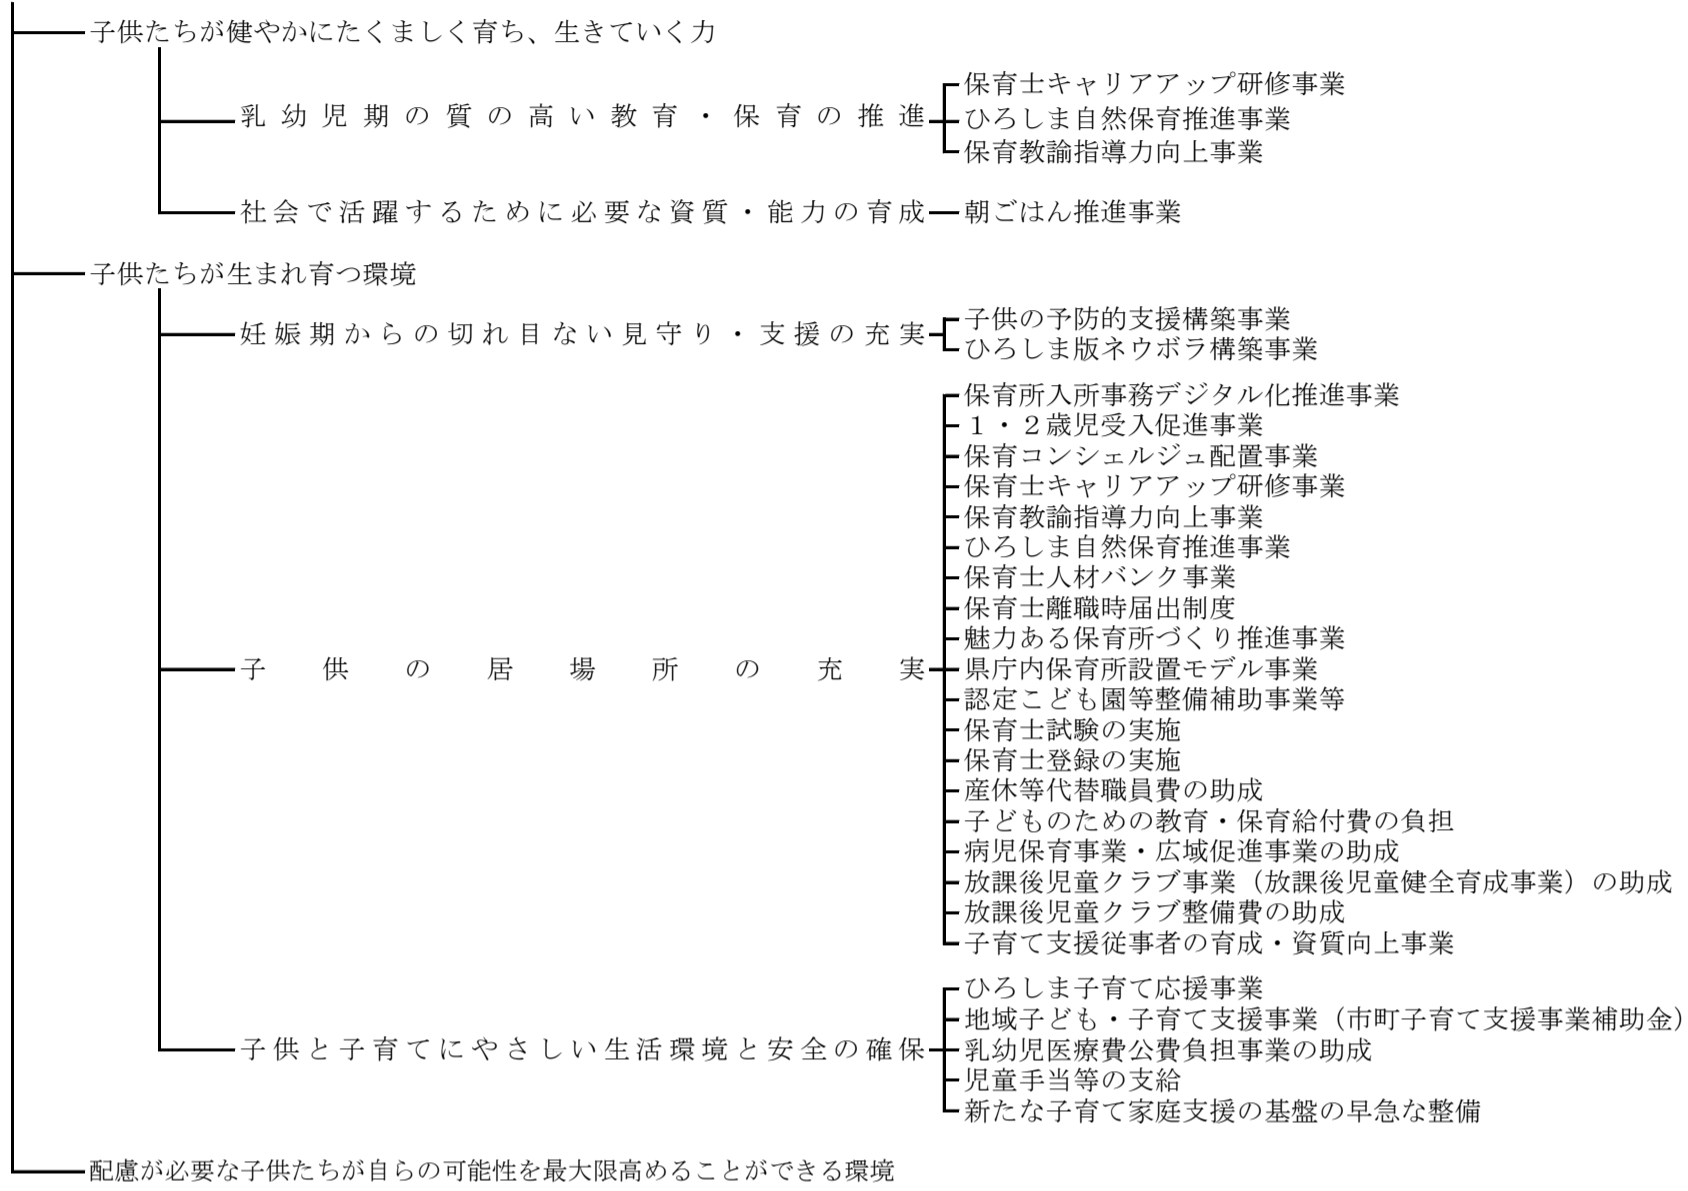 子供たちが健やかにたくましく育ち、生きていく力
乳幼児期の質の高い教育・保育の推進
保育士キャリアアップ研修事業
ひろしま自然保育推進事業
保育教諭指導力向上事業
社会で活躍するために必要な資質・能力の育成
朝ごはん推進事業
子供たちが生まれ育つ環境
妊娠期からの切れ目ない見守り・支援の充実
子供の予防的支援構築事業
ひろしま版ネウボラ構築事業
子供の居場所の充実
保育所入所事務デジタル化推進事業
１・２歳児受入促進事業
保育コンシェルジュ配置事業
保育士キャリアアップ研修事業
保育教諭指導力向上事業
ひろしま自然保育推進事業
保育士人材バンク事業
保育士離職時届出制度
魅力ある保育所づくり推進事業
県庁内保育所設置モデル事業
認定こども園等整備補助事業等
保育士試験の実施
保育士登録の実施
産休等代替職員費の助成
子どものための教育・保育給付費の負担
病児保育事業・広域促進事業の助成
放課後児童クラブ事業（放課後児童健全育成事業）の助成
放課後児童クラブ整備費の助成
子育て支援従事者の育成・資質向上事業
子供と子育てにやさしい生活環境と安全の確保
ひろしま子育て応援事業
地域子ども・子育て支援事業（市町子育て支援事業補助金）
乳幼児医療費公費負担事業の助成
児童手当等の支給
新たな子育て家庭支援の基盤の早急な整備
配慮が必要な子供たちが自らの可能性を最大限高めることができる環境